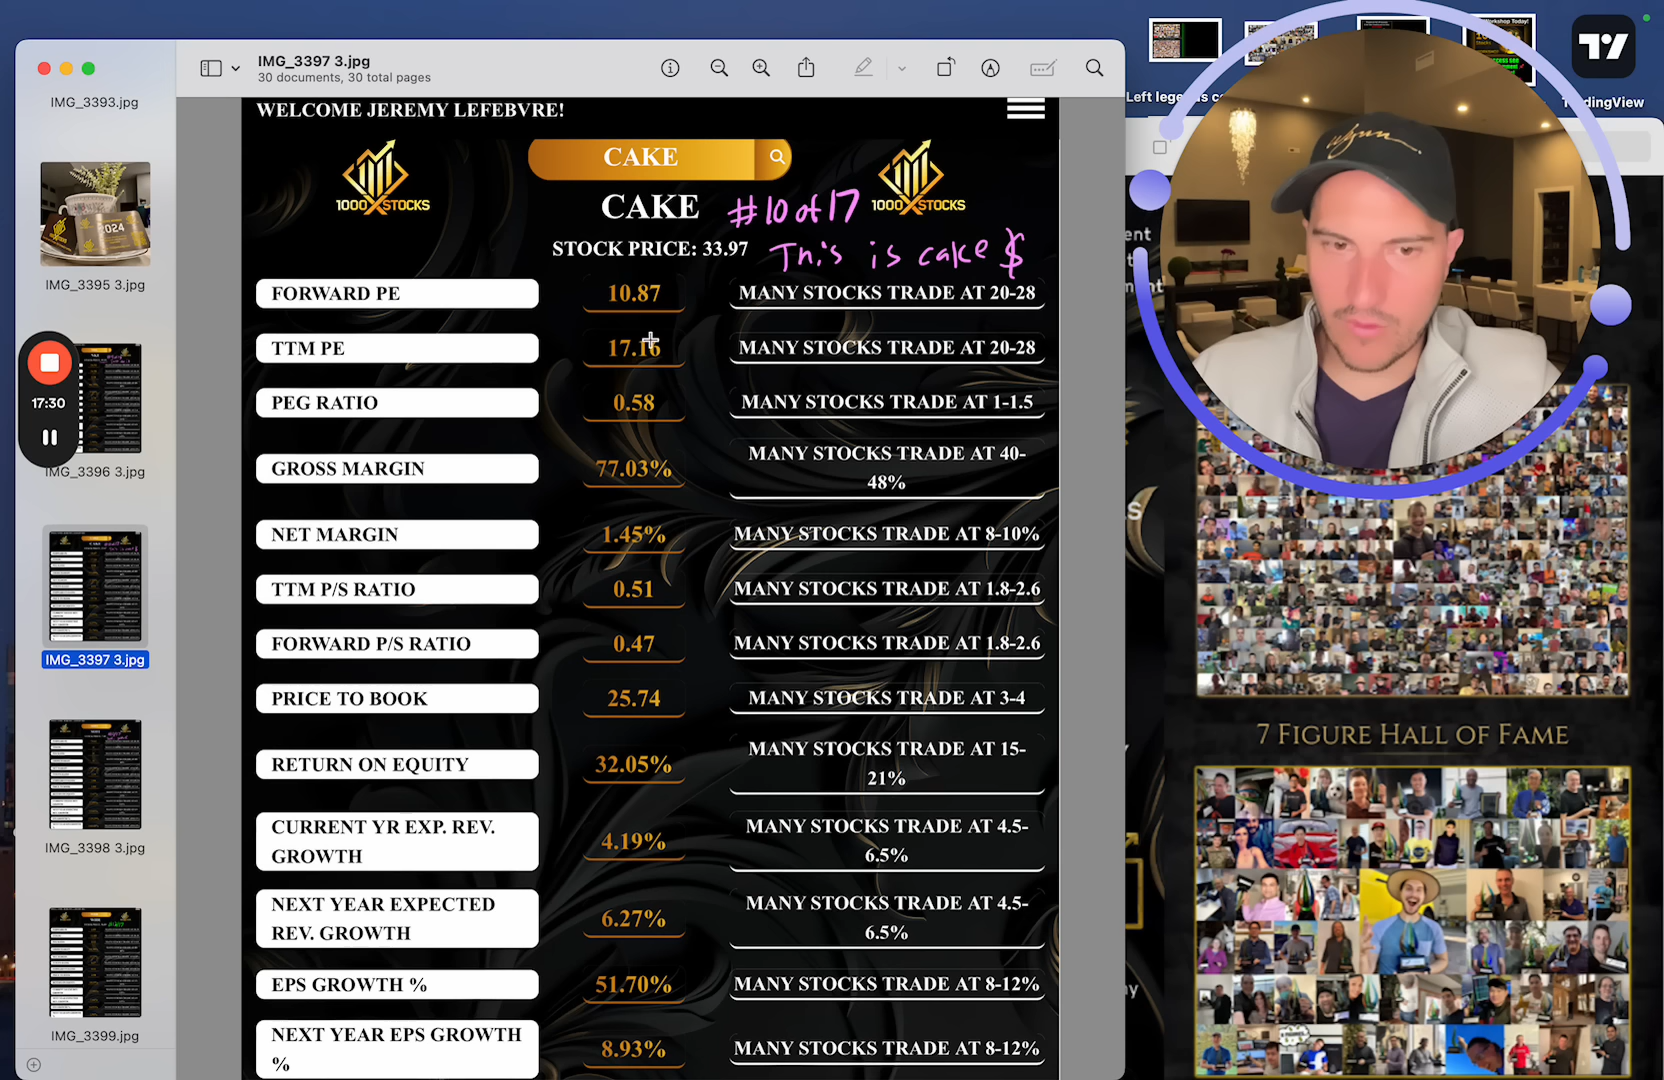 IMG_3397 3.jpg
30 documents, 30 total pages
IMG_3393.jpg
2024
IMG_3395 3.jpg
17:30
IMG_3396 3.jpg
IMG_3397 3.jpg
IMG_3398 3.jpg
IMG_3399.jpg
WELCOME JEREMY LEFEBVRE!
1000XSTOCKS
CAKE
1000XSTOCKS
CAKE
#10 of 17
STOCK PRICE: 33.97
This is cake $
FORWARD PE 10.87 MANY STOCKS TRADE AT 20-28
TTM PE 17.16 MANY STOCKS TRADE AT 20-28
PEG RATIO 0.58 MANY STOCKS TRADE AT 1-1.5
GROSS MARGIN 77.03% MANY STOCKS TRADE AT 40-
48%
NET MARGIN 1.45% MANY STOCKS TRADE AT 8-10%
TTM P/S RATIO 0.51 MANY STOCKS TRADE AT 1.8-2.6
FORWARD P/S RATIO 0.47 MANY STOCKS TRADE AT 1.8-2.6
PRICE TO BOOK 25.74 MANY STOCKS TRADE AT 3-4
RETURN ON EQUITY 32.05% MANY STOCKS TRADE AT 15-
21%
CURRENT YR EXP. REV.
GROWTH 4.19% MANY STOCKS TRADE AT 4.5-
6.5%
NEXT YEAR EXPECTED
REV. GROWTH 6.27% MANY STOCKS TRADE AT 4.5-
6.5%
EPS GROWTH % 51.70% MANY STOCKS TRADE AT 8-12%
NEXT YEAR EPS GROWTH
% 8.93% MANY STOCKS TRADE AT 8-12%
Workshop Today!
Left legends
TradingView
wynn
7 FIGURE HALL OF FAME